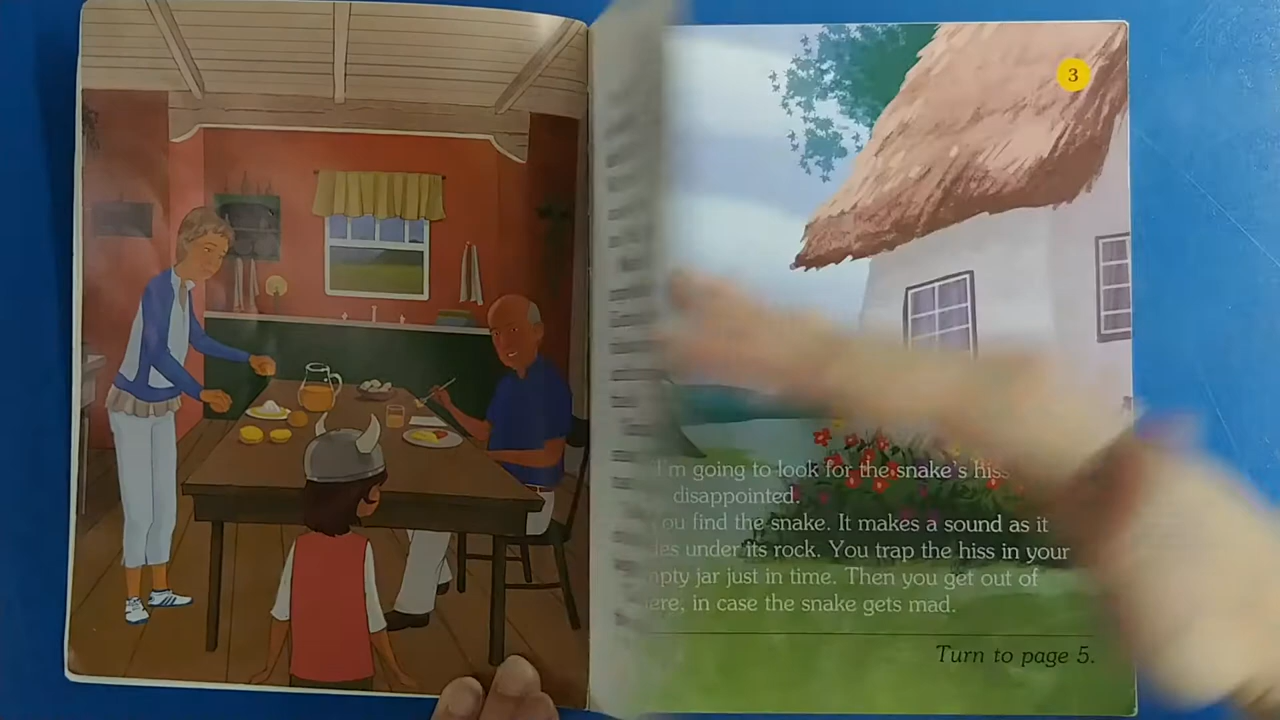 3
I'm going to look for the snake's hiss
disappointed.
ou find the snake. It makes a sound as it
des under its rock. You trap the hiss in your
mpty jar just in time. Then you get out of
ere, in case the snake gets mad.
Turn to page 5.